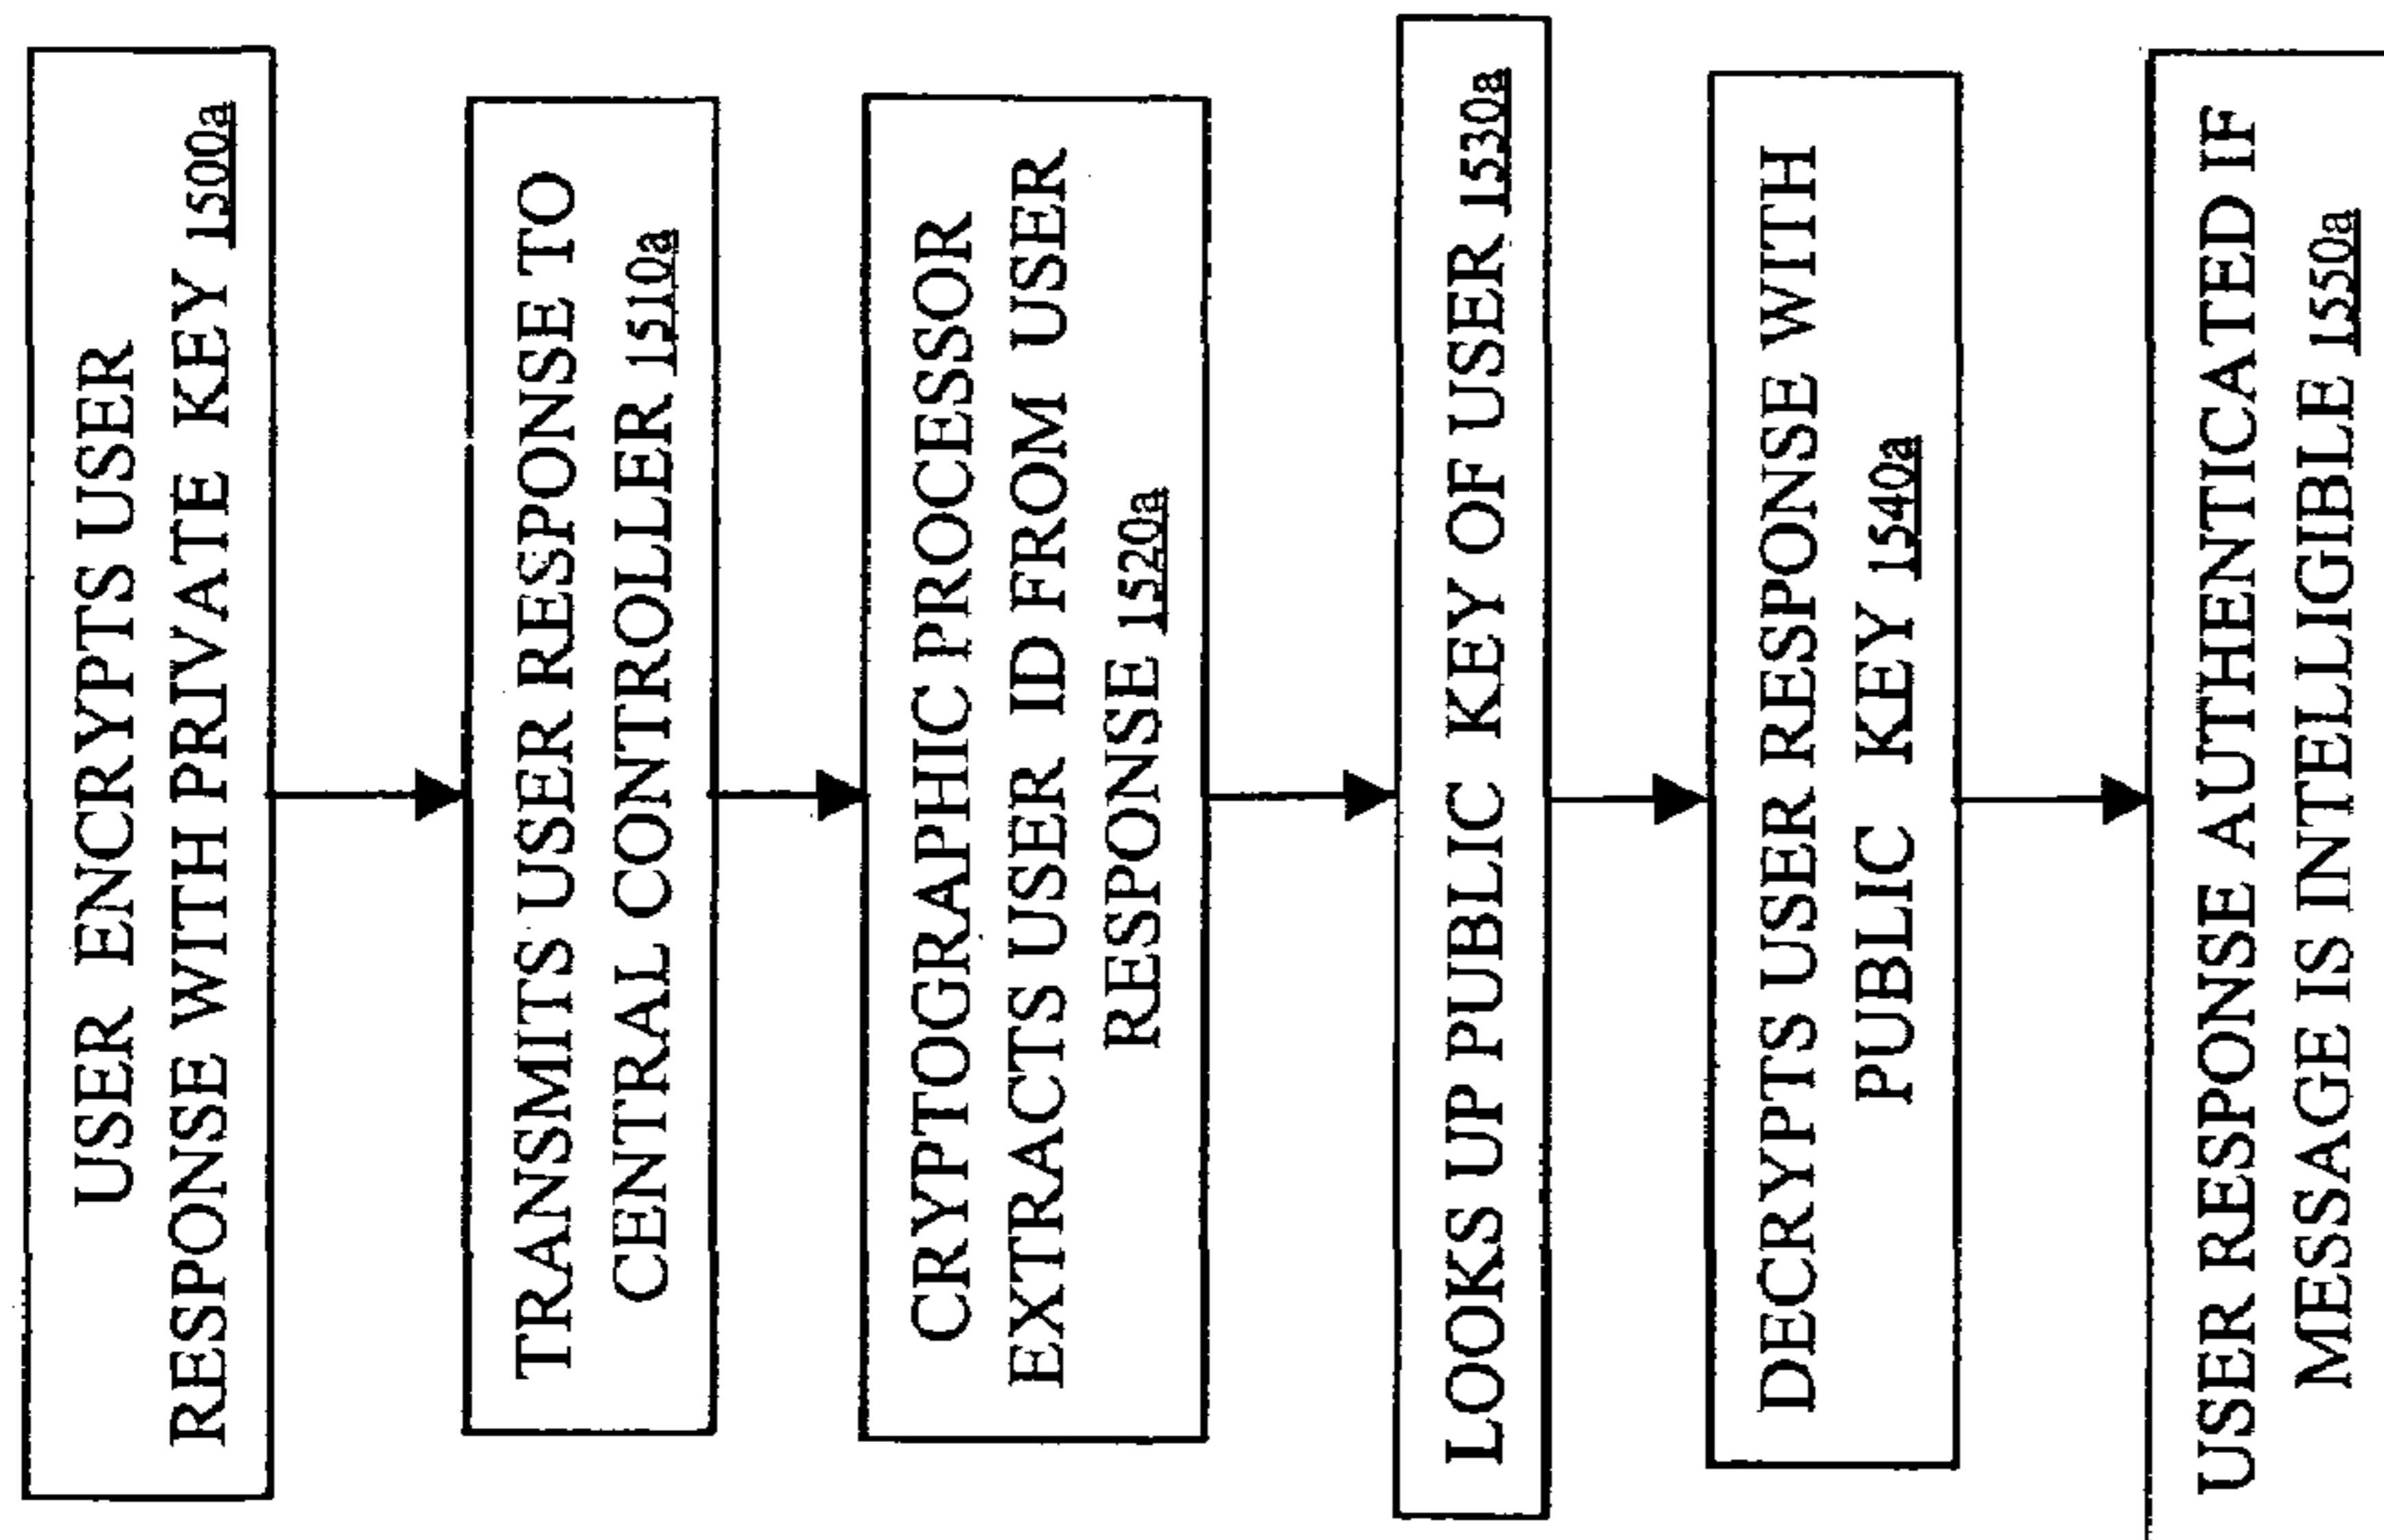 USER ENCRYPTS USER
RESPONSE WITH PRIVATE KEY 1500a
TRANSMITS USER RESPONSE TO
CENTRAL CONTROLLER 1510a
CRYPTOGRAPHIC PROCESSOR
EXTRACTS USER ID FROM USER
RESPONSE 1520a
LOOKS UP PUBLIC KEY OF USER 1530a
DECRYPTS USER RESPONSE WITH
PUBLIC KEY 1540a
USER RESPONSE AUTHENTICATED IF
MESSAGE IS INTELLIGIBLE 1550a